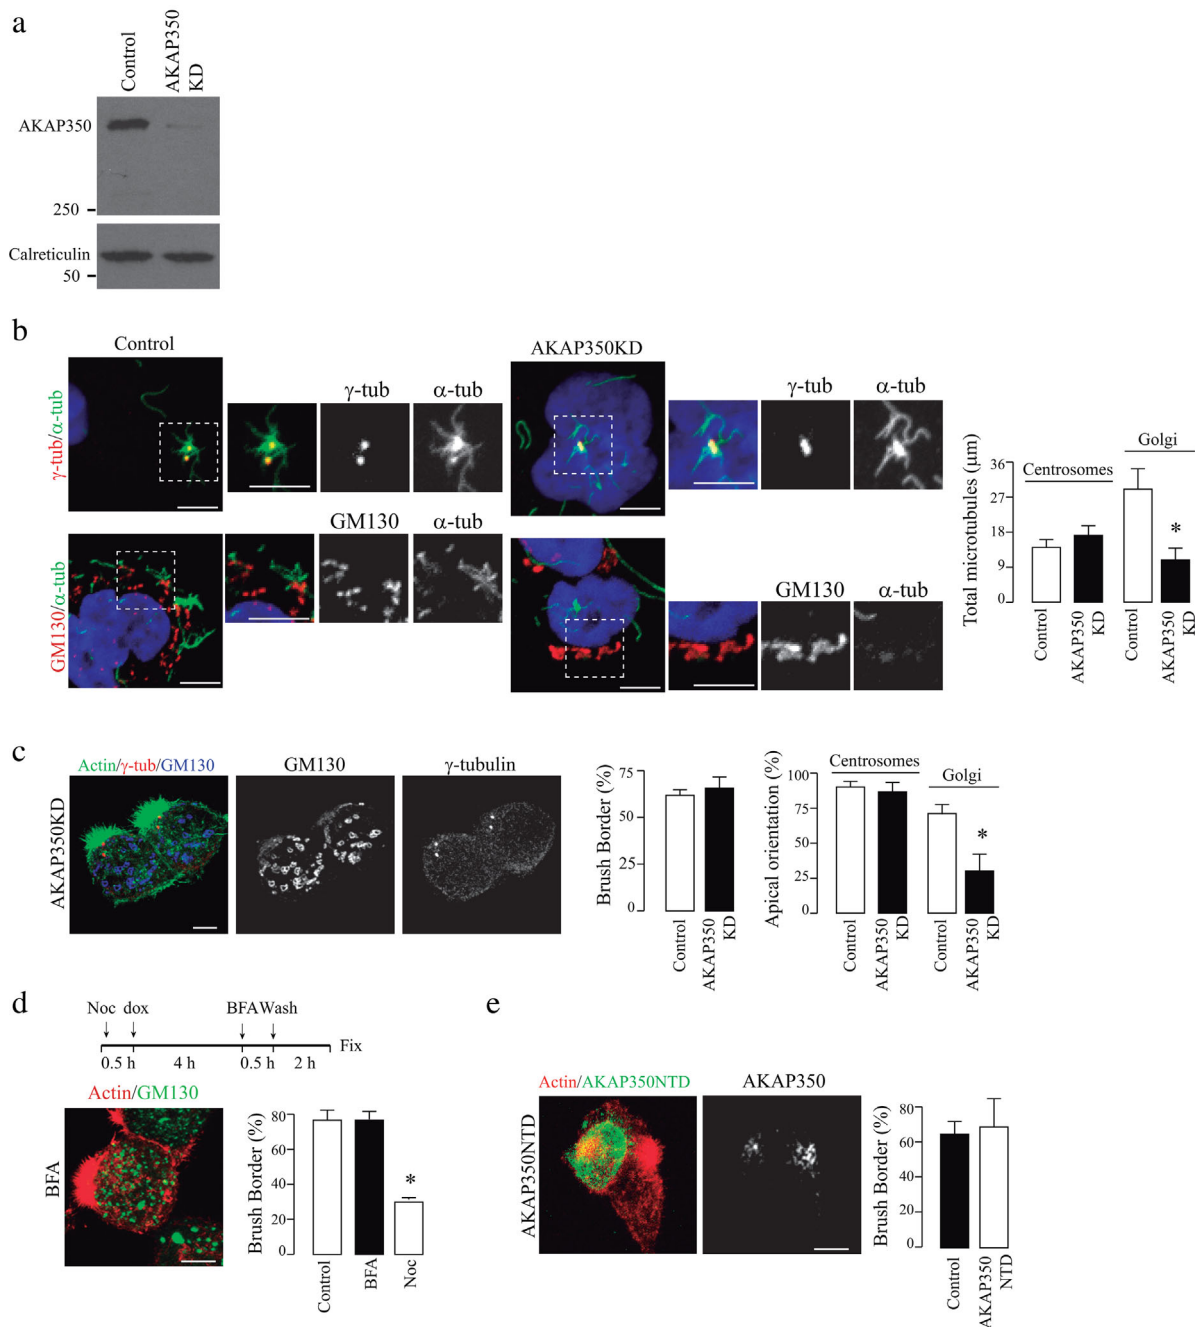 a
Control
AKAP350
KD
AKAP350
250
Calreticulin
50
b
Control
γ-tub/α-tub
γ-tub
α-tub
AKAP350KD
γ-tub
α-tub
GM130/α-tub
GM130
α-tub
GM130
α-tub
Total microtubules (μm)
36
27
18
9
0
Centrosomes
Golgi
*
Control
AKAP350
KD
Control
AKAP350
KD
c
AKAP350KD
Actin/γ-tub/GM130
GM130
γ-tubulin
Brush Border (%)
75
50
25
0
Control
AKAP350
KD
Apical orientation (%)
100
75
50
25
0
Centrosomes
Golgi
*
Control
AKAP350
KD
Control
AKAP350
KD
d
Noc dox
BFA Wash
0.5 h
4 h
0.5 h
2 h
Fix
Actin/GM130
BFA
Brush Border (%)
80
60
40
20
0
*
Control
BFA
Noc
e
Actin/AKAP350NTD
AKAP350
AKAP350NTD
Brush Border (%)
80
60
40
20
0
Control
AKAP350
NTD